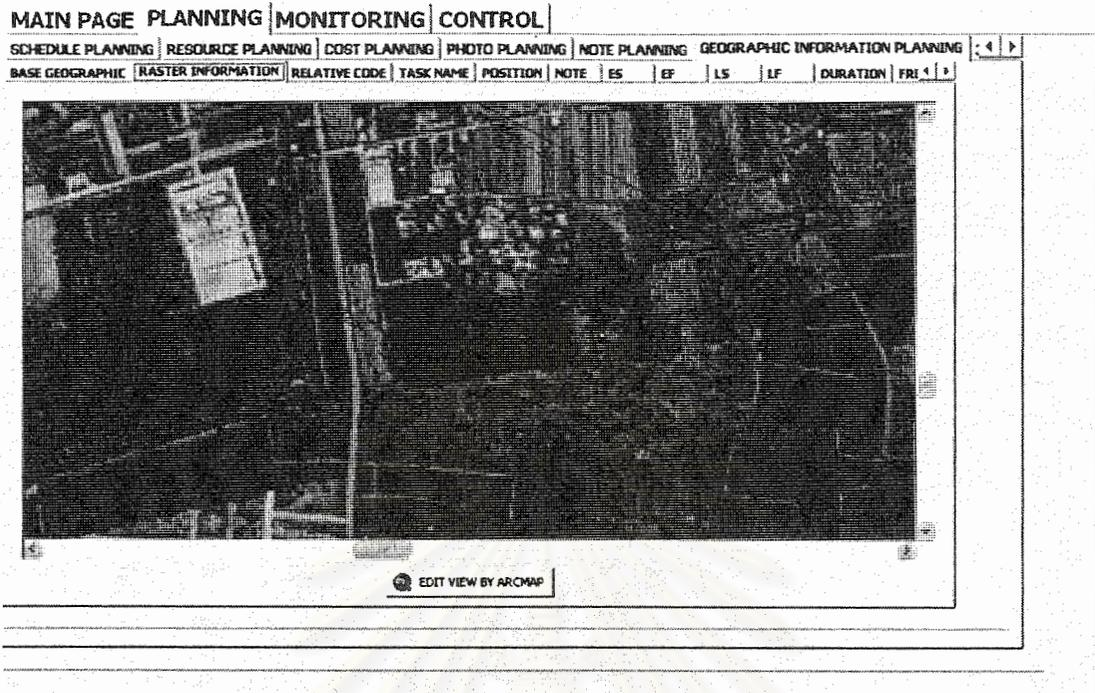 MAIN PAGE PLANNING MONITORING CONTROL
SCHEDULE PLANNING RESOURCE PLANNING COST PLANNING PHOTO PLANNING NOTE PLANNING GEOGRAPHIC INFORMATION PLANNING
BASE GEOGRAPHIC RASTER INFORMATION RELATIVE CODE TASK NAME POSITION NOTE ES EF LS LF DURATION FRI
EDIT VIEW BY ARCMAP